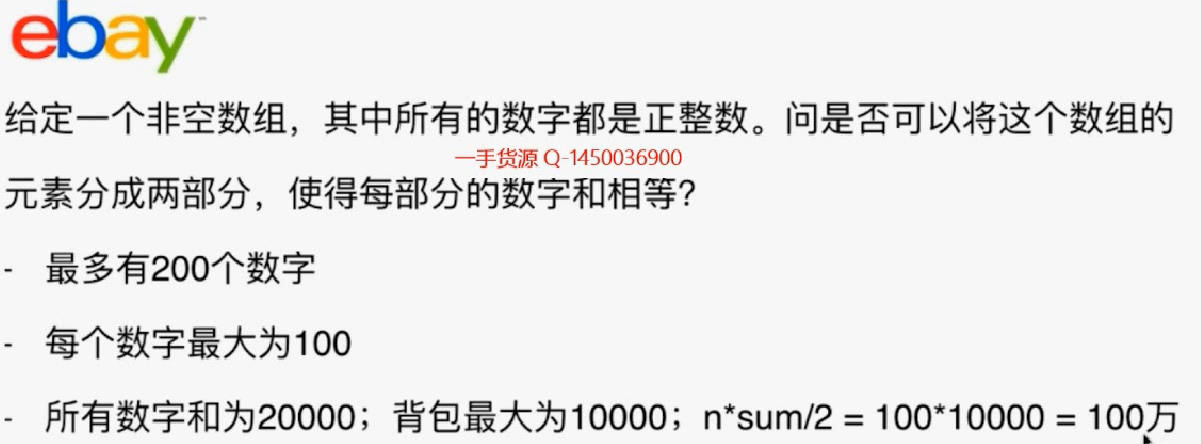 ebay
给定一个非空数组，其中所有的数字都是正整数。问是否可以将这个数组的
一手货源 Q-1450036900
元素分成两部分，使得每部分的数字和相等？
- 最多有200个数字
- 每个数字最大为100
- 所有数字和为20000；背包最大为10000；n*sum/2 = 100*10000 = 100万